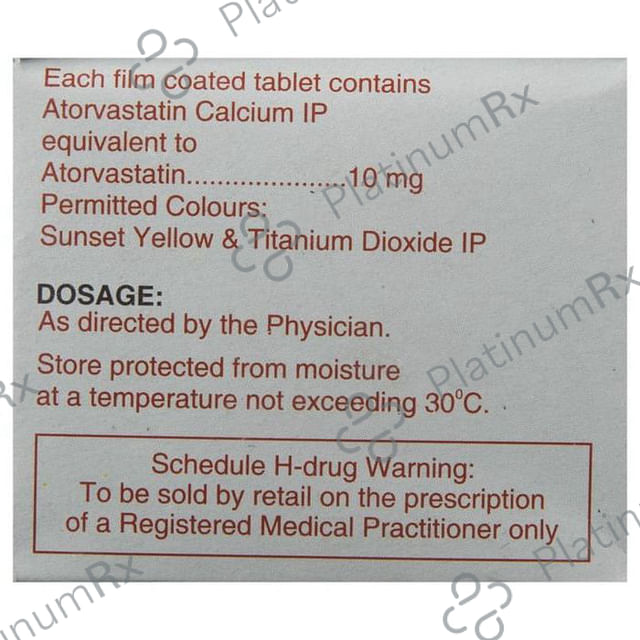 Each film coated tablet contains
Atorvastatin Calcium IP
equivalent to
Atorvastatin.....................10 mg
Permitted Colours:
Sunset Yellow & Titanium Dioxide IP
DOSAGE:
As directed by the Physician.
Store protected from moisture
at a temperature not exceeding 30⁰C.
Schedule H-drug Warning:
To be sold by retail on the prescription
of a Registered Medical Practitioner only
PlatinumRx
PlatinumRx